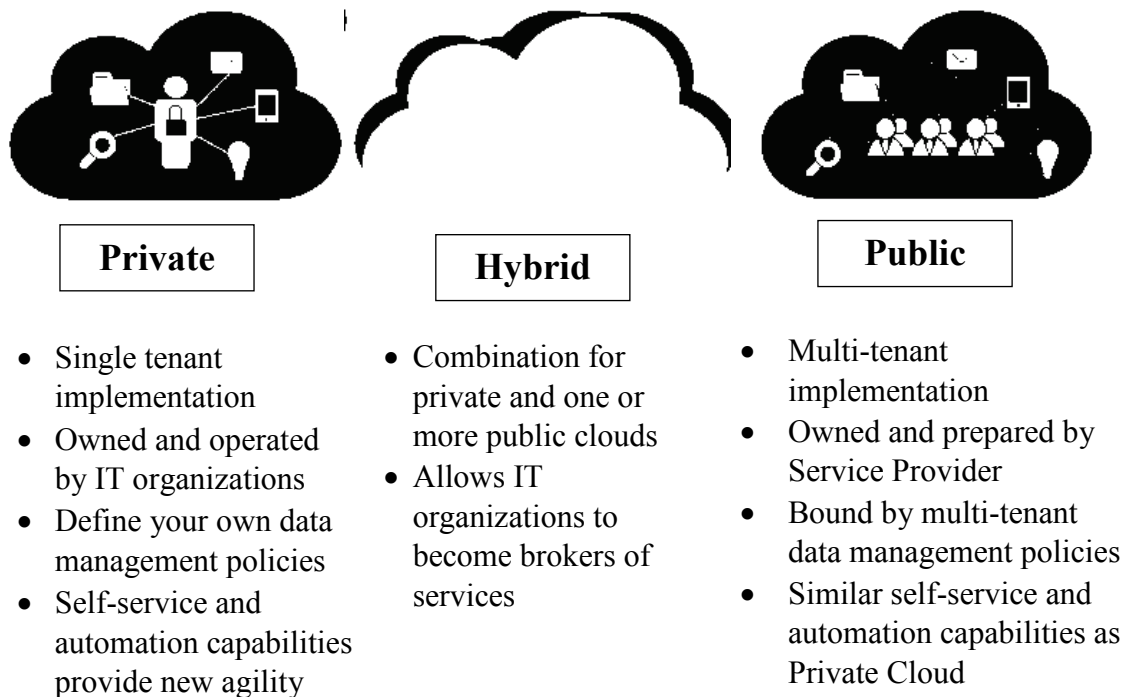 Private
• Single tenant
implementation
• Owned and operated
by IT organizations
• Define your own data
management policies
• Self-service and
automation capabilities
provide new agility
Hybrid
• Combination for
private and one or
more public clouds
• Allows IT
organizations to
become brokers of
services
Public
• Multi-tenant
implementation
• Owned and prepared by
Service Provider
• Bound by multi-tenant
data management policies
• Similar self-service and
automation capabilities as
Private Cloud